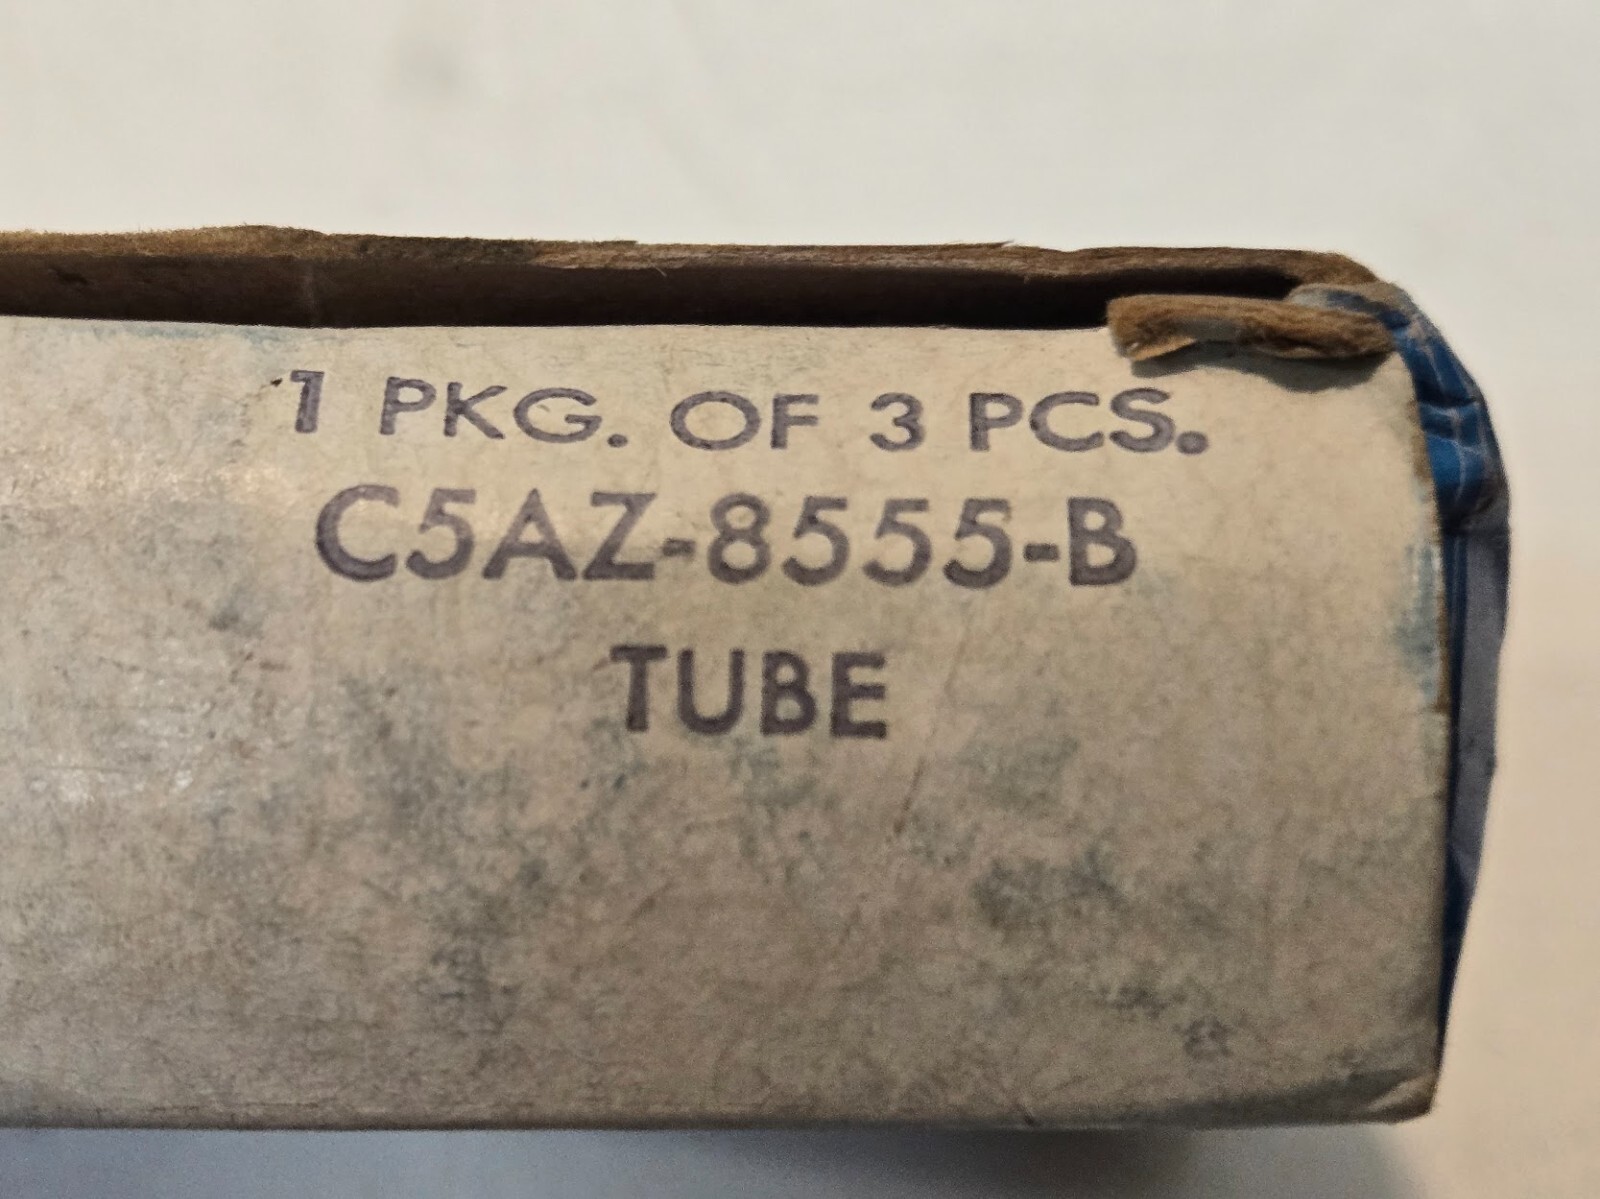 1 PKG. OF 3 PCS.
C5AZ-8555-B
TUBE